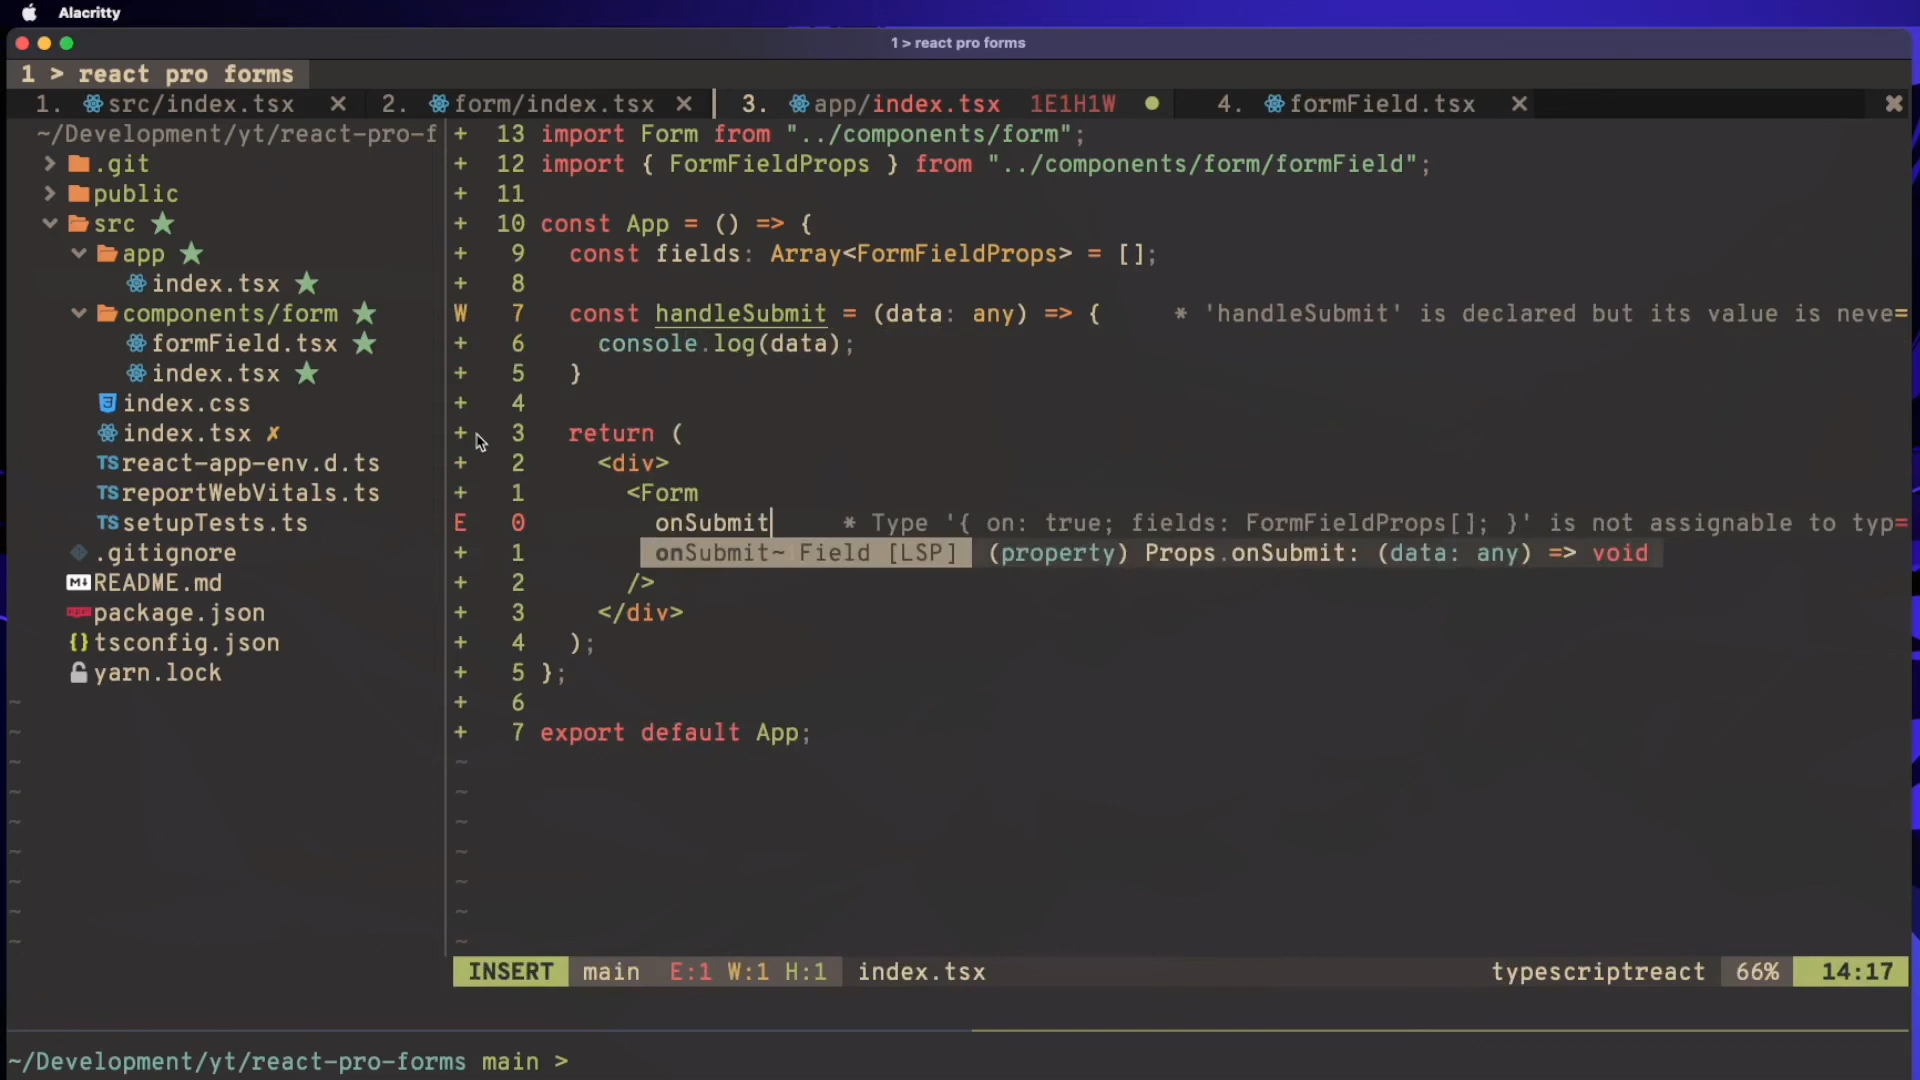 Alacritty
1 > react pro forms
1 > react pro forms
1. src/index.tsx × 2. form/index.tsx × 3. app/index.tsx 1E1H1W ● 4. formField.tsx ×
~/Development/yt/react-pro-f
.git
public
src
app
index.tsx
components/form
formField.tsx
index.tsx
index.css
index.tsx ✗
TS react-app-env.d.ts
TS reportWebVitals.ts
TS setupTests.ts
.gitignore
README.md
package.json
{} tsconfig.json
yarn.lock
+ 13 import Form from "../components/form";
+ 12 import { FormFieldProps } from "../components/form/formField";
+ 11
+ 10 const App = () => {
+ 9 const fields: Array<FormFieldProps> = [];
+ 8
W 7 const handleSubmit = (data: any) => { * 'handleSubmit' is declared but its value is neve=
+ 6 console.log(data);
+ 5 }
+ 4
+ 3 return (
+ 2 <div>
+ 1 <Form
E 0 onSubmit * Type '{ on: true; fields: FormFieldProps[]; }' is not assignable to typ=
+ 1 onSubmit~ Field [LSP] (property) Props.onSubmit: (data: any) => void
+ 2 />
+ 3 </div>
+ 4 );
+ 5 };
+ 6
+ 7 export default App;
INSERT main E:1 W:1 H:1 index.tsx typescriptreact 66% 14:17
~/Development/yt/react-pro-forms main >